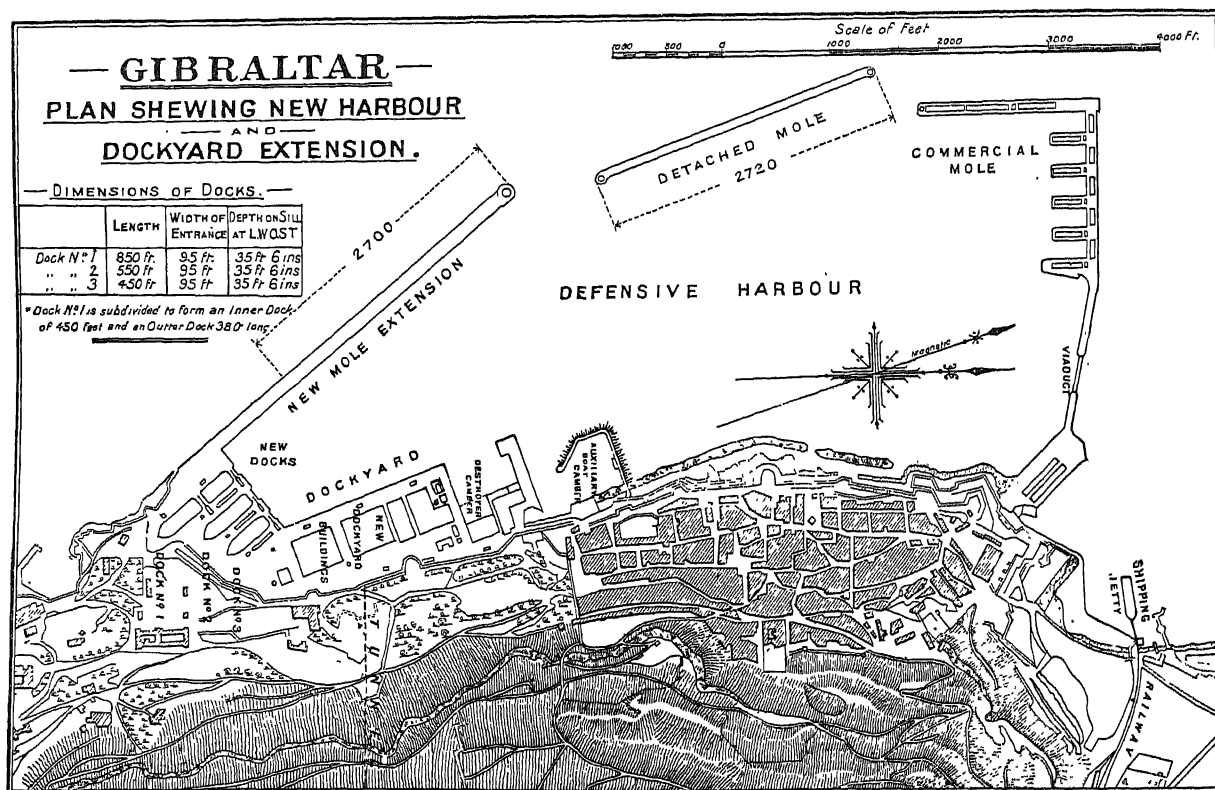 — GIBRALTAR —
PLAN SHEWING NEW HARBOUR
— AND —
DOCKYARD EXTENSION.
— DIMENSIONS OF DOCKS. —
LENGTH WIDTH OF ENTRANCE DEPTH ON SILL AT L.W.O.S.T
Dock No. 1 850 Ft. 95 Ft. 35 Ft 6 ins
„ „ 2 550 Ft 95 Ft 35 Ft 6 ins
„ „ 3 450 Ft 95 Ft 35 Ft 6 ins
* Dock No. 1 is subdivided to form an Inner Dock
of 450 feet and an Outter Dock 380 long
Scale of Feet
1000 500 0 1000 2000 3000 4000 Ft.
DETACHED MOLE
2720
COMMERCIAL
MOLE
2700
NEW MOLE EXTENSION
DEFENSIVE HARBOUR
Magnetic
VIADUCT
NEW
DOCKS
DOCKYARD
AUXILIARY
BOAT
CAMBER
CAMBER
NEW
DOCKYARD
BUILDINGS
DOCK No. 1
DOCK No. 2
DOCK No. 3
SHIPPING
JETTY
RAILWAY